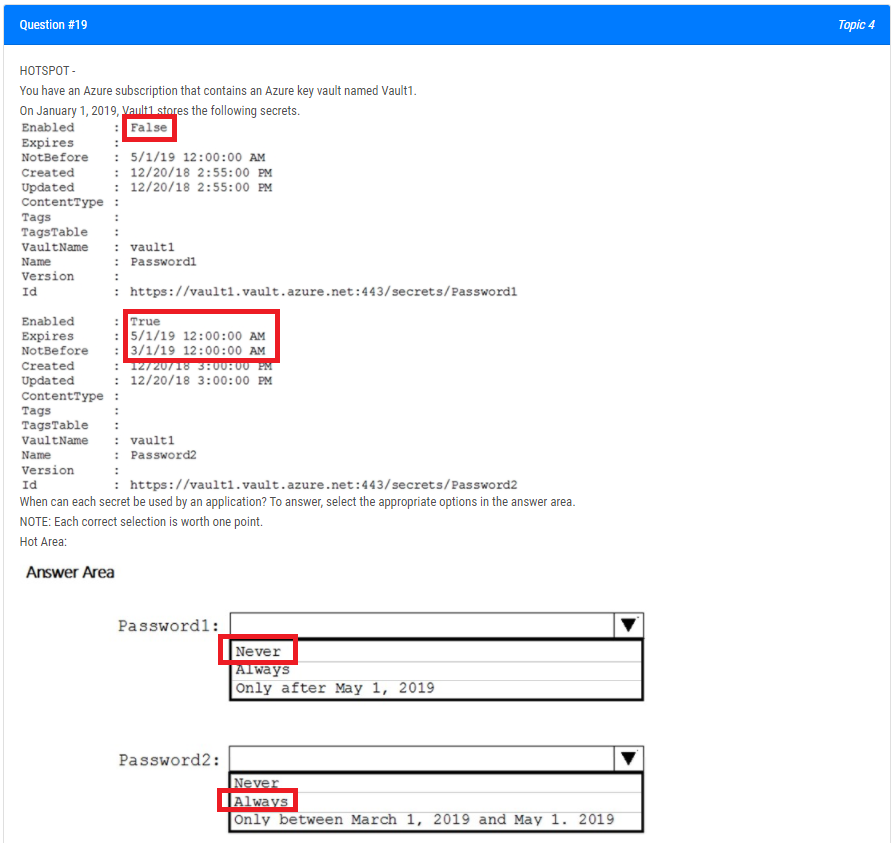 Question #19
Topic 4
HOTSPOT -
You have an Azure subscription that contains an Azure key vault named Vault1.
On January 1, 2019, Vault1 stores the following secrets.
Enabled : False
Expires :
NotBefore : 5/1/19 12:00:00 AM
Created : 12/20/18 2:55:00 PM
Updated : 12/20/18 2:55:00 PM
ContentType :
Tags :
TagsTable :
VaultName : vault1
Name : Password1
Version :
Id : https://vault1.vault.azure.net:443/secrets/Password1
Enabled : True
Expires : 5/1/19 12:00:00 AM
NotBefore : 3/1/19 12:00:00 AM
Created : 12/20/18 3:00:00 PM
Updated : 12/20/18 3:00:00 PM
ContentType :
Tags :
TagsTable :
VaultName : vault1
Name : Password2
Version :
Id : https://vault1.vault.azure.net:443/secrets/Password2
When can each secret be used by an application? To answer, select the appropriate options in the answer area.
NOTE: Each correct selection is worth one point.
Hot Area:
Answer Area
Password1:
Never
Always
Only after May 1, 2019
Password2:
Never
Always
Only between March 1, 2019 and May 1. 2019